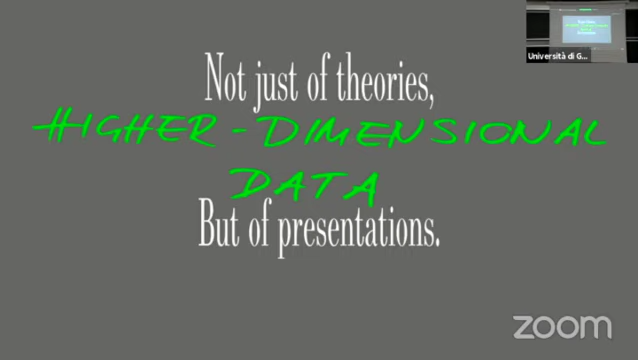 Not just of theories,
HIGHER-DIMENSIONAL
DATA
But of presentations.
Università di G...
zoom